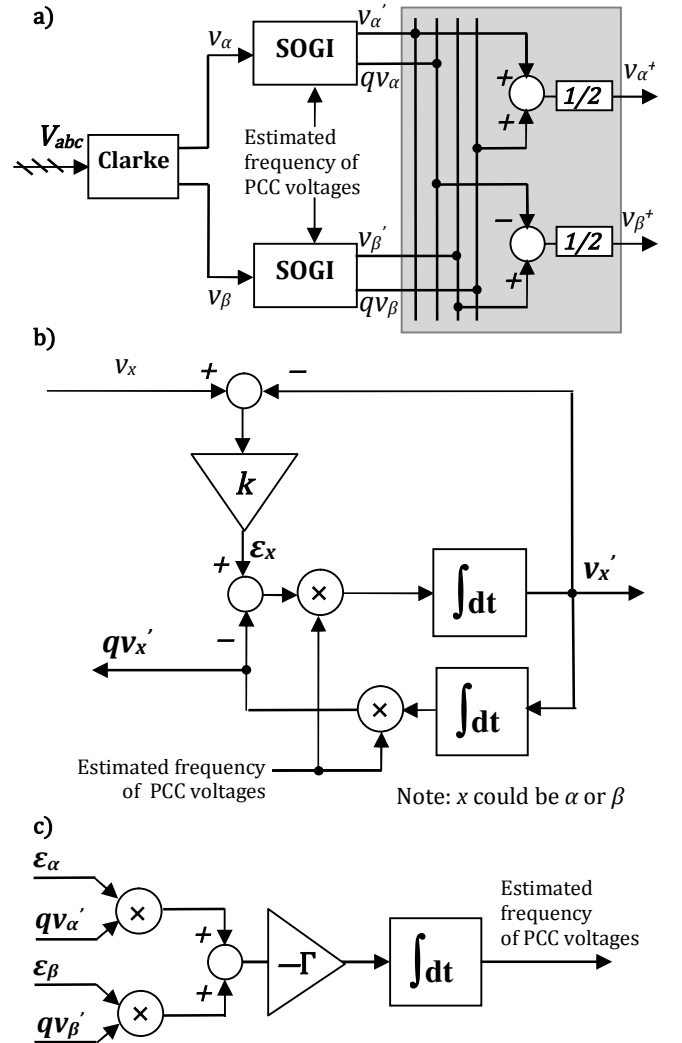 a)
vα
SOGI
vα′
qvα
+
+
1/2
vα+
Vabc
Clarke
Estimated
frequency of
PCC voltages
vβ
SOGI
vβ′
qvβ
−
+
1/2
vβ+
b)
vx
+
−
k
εx
+
−
×
∫dt
vx′
qvx′
×
∫dt
Estimated frequency
of PCC voltages
Note: x could be α or β
c)
εα
qvα′
×
εβ
qvβ′
×
+
+
−Γ
∫dt
Estimated
frequency
of PCC voltages